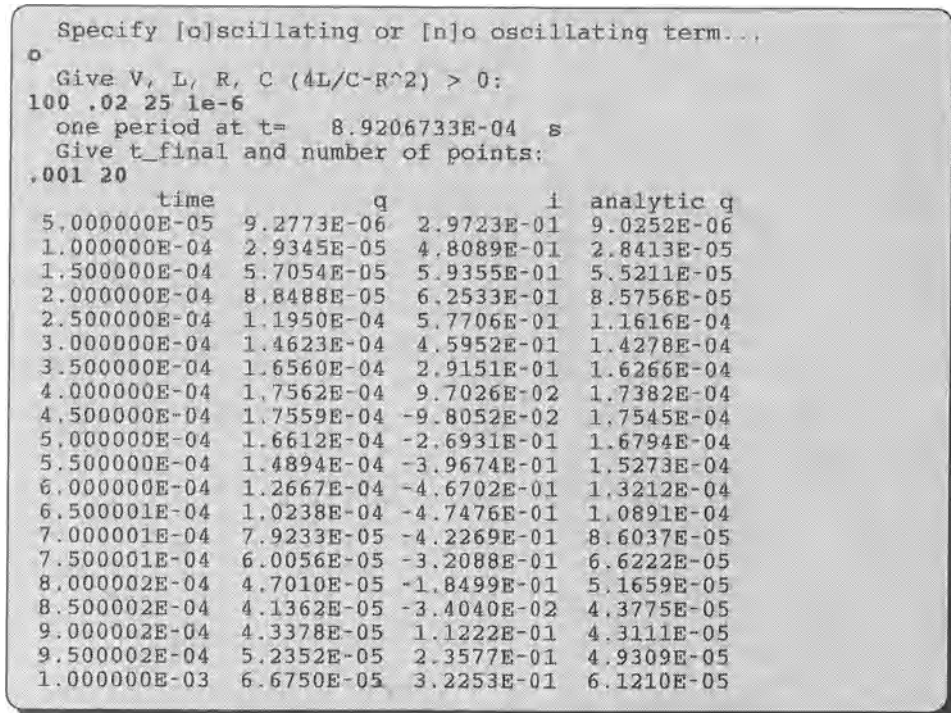 Specify [o]scillating or [n]o oscillating term...
o
Give V, L, R, C (4L/C-R^2) > 0:
100 .02 25 1e-6
one period at t=   8.9206733E-04  s
Give t_final and number of points:
.001 20
time q i analytic q
5.000000E-05 9.2773E-06 2.9723E-01 9.0252E-06
1.000000E-04 2.9345E-05 4.8089E-01 2.8413E-05
1.500000E-04 5.7054E-05 5.9355E-01 5.5211E-05
2.000000E-04 8.8488E-05 6.2533E-01 8.5756E-05
2.500000E-04 1.1950E-04 5.7706E-01 1.1616E-04
3.000000E-04 1.4623E-04 4.5952E-01 1.4278E-04
3.500000E-04 1.6560E-04 2.9151E-01 1.6266E-04
4.000000E-04 1.7562E-04 9.7026E-02 1.7382E-04
4.500000E-04 1.7559E-04 -9.8052E-02 1.7545E-04
5.000000E-04 1.6612E-04 -2.6931E-01 1.6794E-04
5.500000E-04 1.4894E-04 -3.9674E-01 1.5273E-04
6.000000E-04 1.2667E-04 -4.6702E-01 1.3212E-04
6.500001E-04 1.0238E-04 -4.7476E-01 1.0891E-04
7.000001E-04 7.9233E-05 -4.2269E-01 8.6037E-05
7.500001E-04 6.0056E-05 -3.2088E-01 6.6222E-05
8.000002E-04 4.7010E-05 -1.8499E-01 5.1659E-05
8.500002E-04 4.1362E-05 -3.4040E-02 4.3775E-05
9.000002E-04 4.3378E-05 1.1222E-01 4.3111E-05
9.500002E-04 5.2352E-05 2.3577E-01 4.9309E-05
1.000000E-03 6.6750E-05 3.2253E-01 6.1210E-05